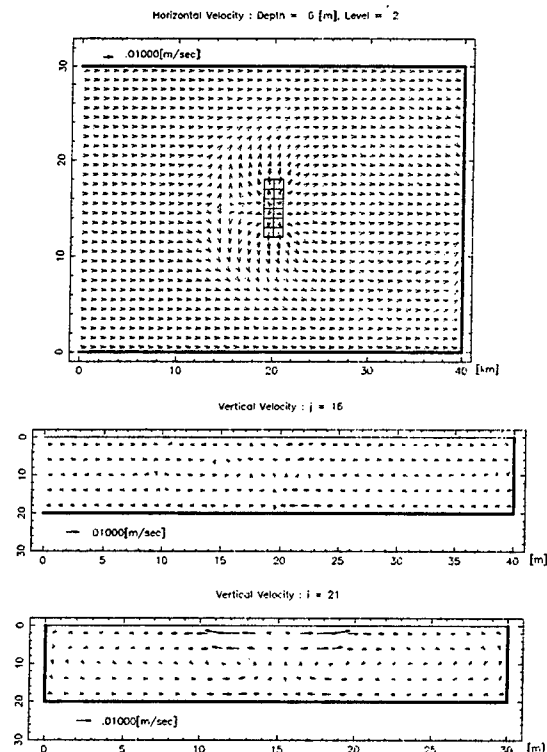 Horizontal Velocity : Depth = 6 [m], Level = 2
.01000[m/sec]
30
20
10
0
0 10 20 30 40 [km]
Vertical Velocity : j = 16
0
10
20
30
.01000[m/sec]
0 5 10 15 20 25 30 35 40 [m]
Vertical Velocity : i = 21
0
10
20
30
.01000[m/sec]
0 5 10 15 20 25 30 [m]